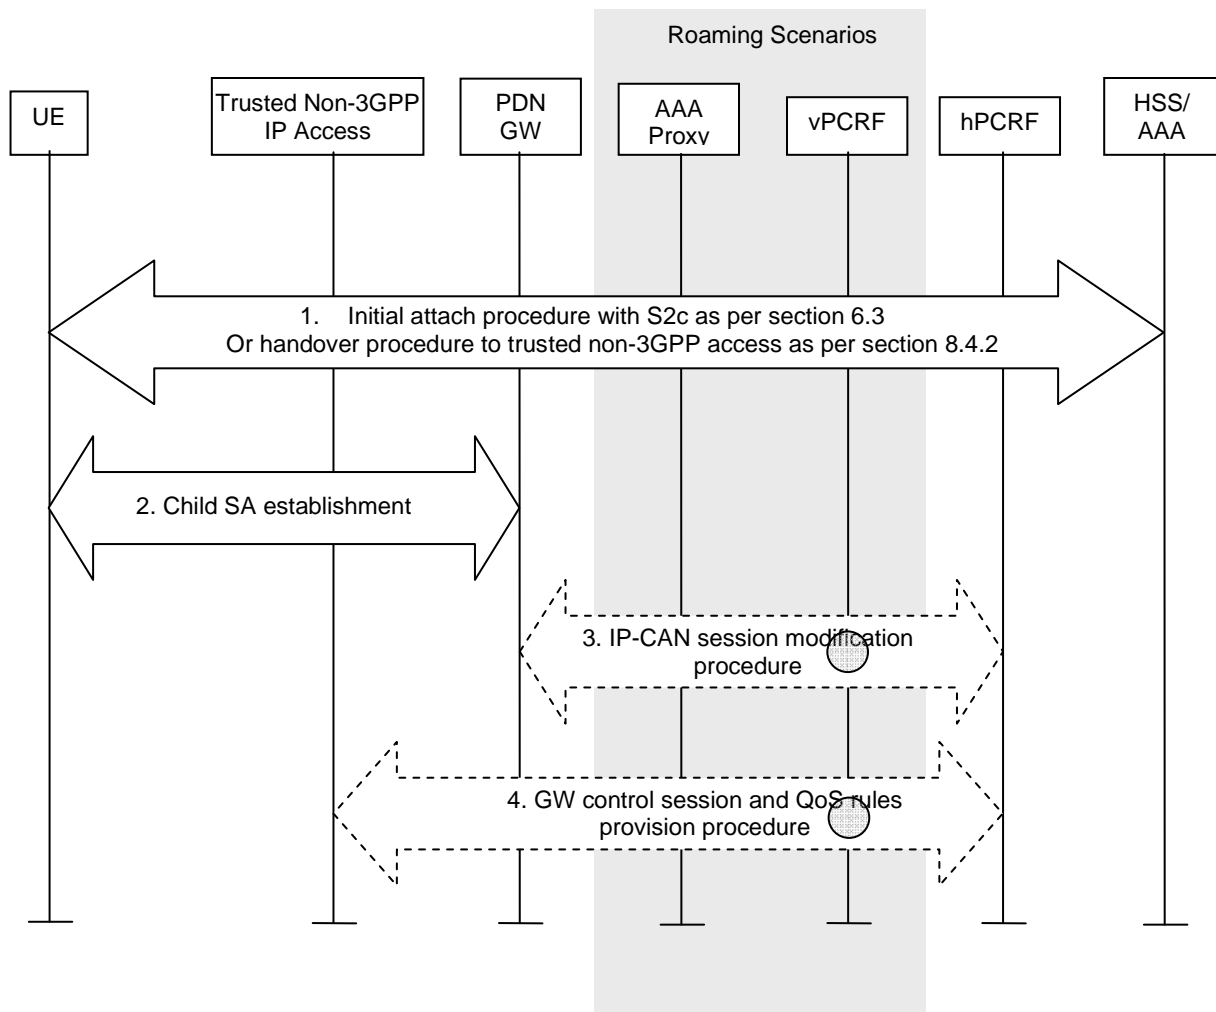 Roaming Scenarios
UE
Trusted Non-3GPP
IP Access
PDN
GW
AAA
Proxy
vPCRF
hPCRF
HSS/
AAA
1. Initial attach procedure with S2c as per section 6.3
Or handover procedure to trusted non-3GPP access as per section 8.4.2
2. Child SA establishment
3. IP-CAN session modification
procedure
4. GW control session and QoS rules
provision procedure